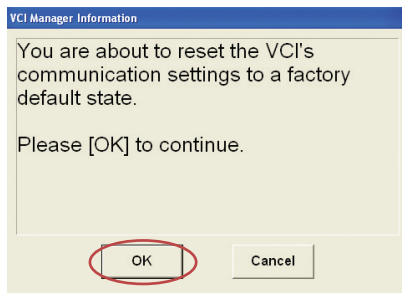 VCI Manager Information
You are about to reset the VCI's
communication settings to a factory
default state.
Please [OK] to continue.
OK
Cancel